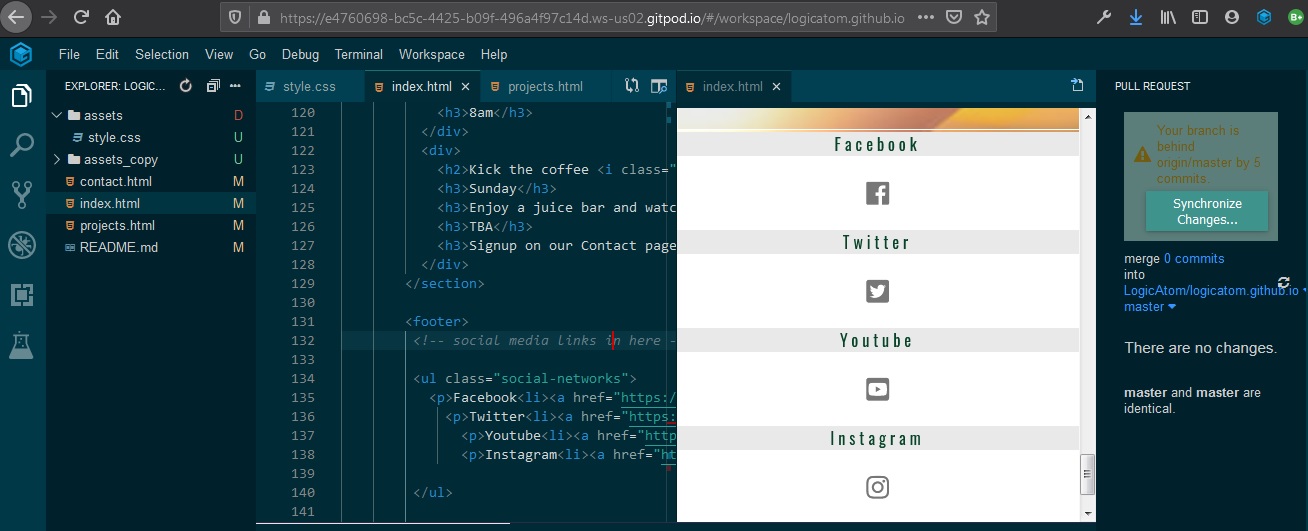 https://e4760698-bc5c-4425-b09f-496a4f97c14d.ws-us02.gitpod.io/#/workspace/logicatom.github.io
B+
File Edit Selection View Go Debug Terminal Workspace Help
EXPLORER: LOGIC...
assets D
style.css U
assets_copy U
contact.html M
index.html M
projects.html M
README.md M
style.css index.html projects.html
120 <h3>8am</h3>
121 </div>
122 <div>
123 <h2>Kick the coffee <i class="
124 <h3>Sunday</h3>
125 <h3>Enjoy a juice bar and watc
126 <h3>TBA</h3>
127 <h3>Signup on our Contact page
128 </div>
129 </section>
130
131 <footer>
132 <!-- social media links in here -
133
134 <ul class="social-networks">
135 <p>Facebook<li><a href="https:/
136 <p>Twitter<li><a href="https:
137 <p>Youtube<li><a href="http
138 <p>Instagram<li><a href="ht
139
140 </ul>
141
index.html
Facebook
Twitter
Youtube
Instagram
PULL REQUEST
Your branch is
behind
origin/master by 5
commits.
Synchronize
Changes...
merge 0 commits
into
LogicAtom/logicatom.github.io
master
There are no changes.
master and master are
identical.